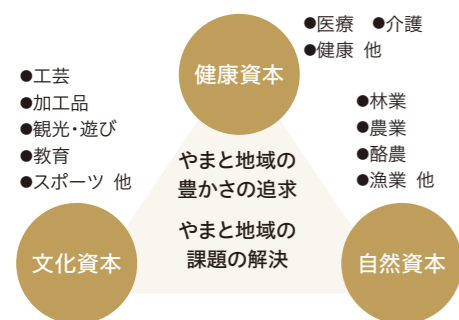 ●医療 ●介護
●健康 他
健康資本
●工芸
●加工品
●観光・遊び
●教育
●スポーツ 他
●林業
●農業
●酪農
●漁業 他
やまと地域の
豊かさの追求
やまと地域の
課題の解決
文化資本
自然資本